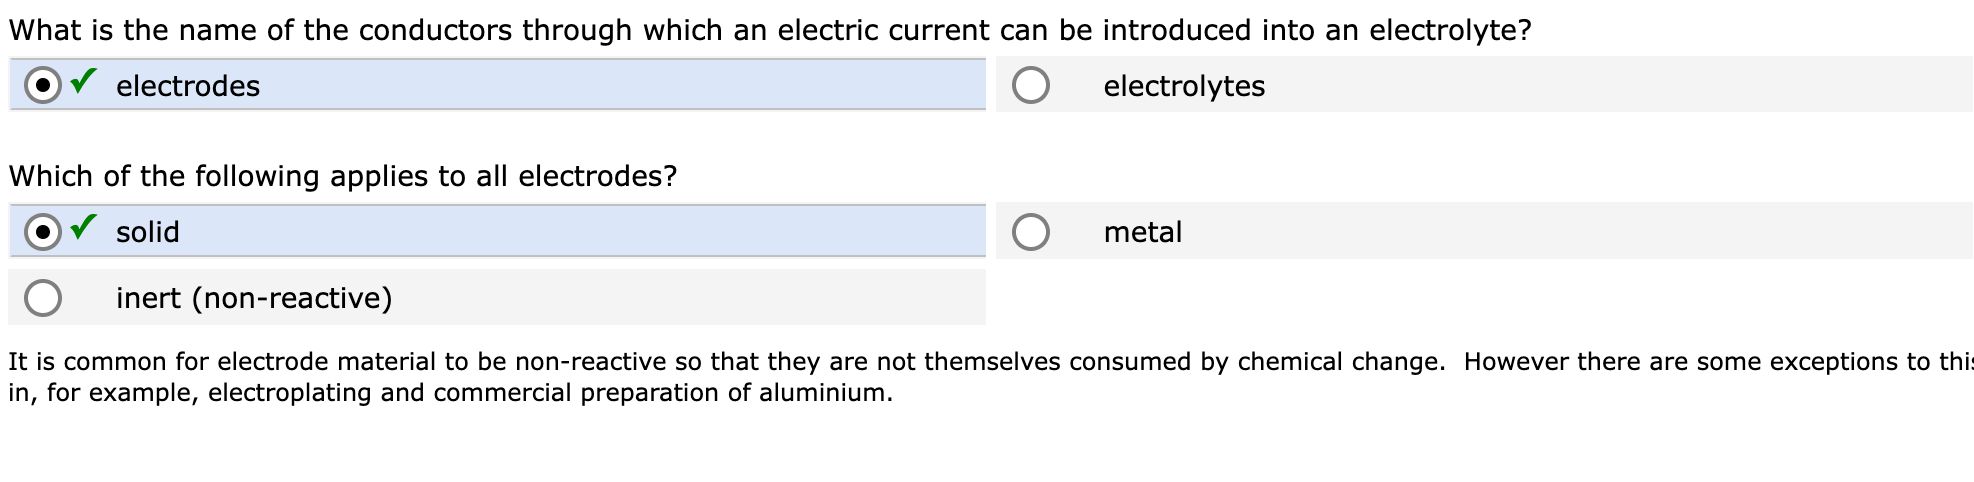 What is the name of the conductors through which an electric current can be introduced into an electrolyte?
electrodes electrolytes
Which of the following applies to all electrodes?
solid metal
inert (non-reactive)
It is common for electrode material to be non-reactive so that they are not themselves consumed by chemical change. However there are some exceptions to this
in, for example, electroplating and commercial preparation of aluminium.